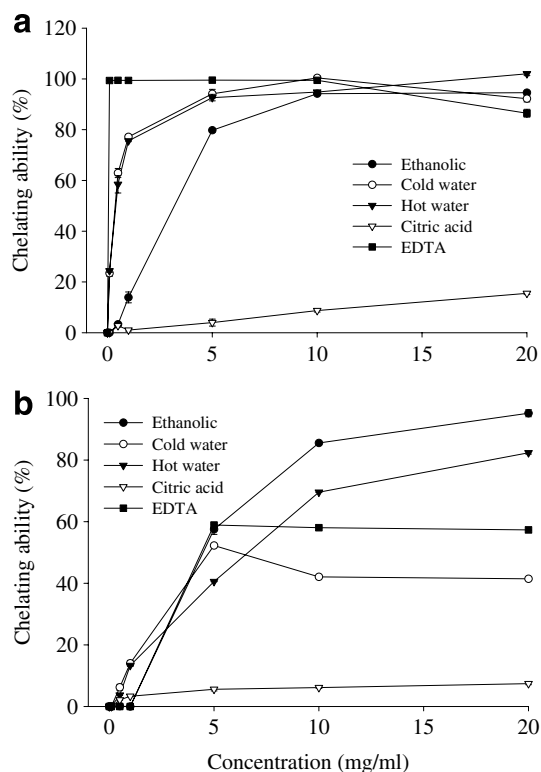 a
120
100
80
60
40
20
0
Chelating ability (%)
Ethanolic
Cold water
Hot water
Citric acid
EDTA
0 5 10 15 20
b
100
80
60
40
20
0
Chelating ability (%)
Ethanolic
Cold water
Hot water
Citric acid
EDTA
0 5 10 15 20
Concentration (mg/ml)